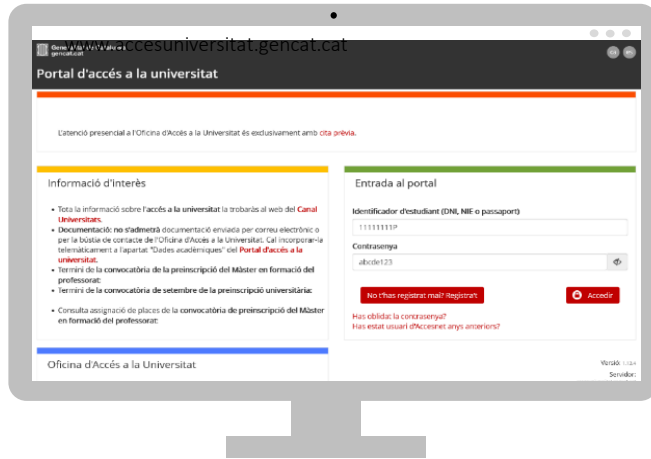 www.accesuniversitat.gencat.cat
gencat.cat
Portal d'accés a la universitat
L'atenció presencial a l'Oficina d'Accés a la Universitat és exclusivament amb cita prèvia.
Informació d'interès
• Tota la informació sobre l'accés a la universitat la trobaràs al web del Canal
Universitats.
• Documentació: no s'admetrà documentació enviada per correu electrònic o
per la bústia de contacte de l'Oficina d'Accés a la Universitat. Cal incorporar-la
telemàticament a l'apartat "Dades acadèmiques" del Portal d'accés a la
universitat.
• Termini de la convocatòria de la preinscripció del Màster en formació del
professorat:
• Termini de la convocatòria de setembre de la preinscripció universitària:
• Consulta assignació de places de la convocatòria de preinscripció del Màster
en formació del professorat:
Oficina d'Accés a la Universitat
Entrada al portal
Identificador d'estudiant (DNI, NIE o passaport)
11111111P
Contrasenya
abcde123
No t'has registrat mai? Registra't
Accedir
Has oblidat la contrasenya?
Has estat usuari d'Accesnet anys anteriors?
Versió:
Servidor: